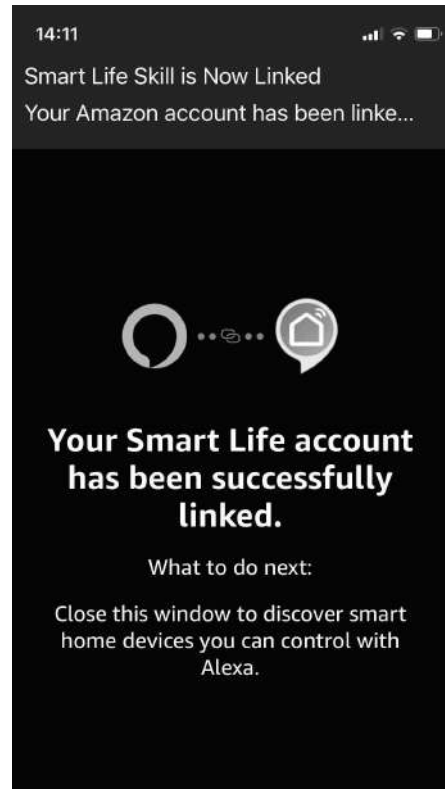 14:11
Smart Life Skill is Now Linked
Your Amazon account has been linke...
Your Smart Life account
has been successfully
linked.
What to do next:
Close this window to discover smart
home devices you can control with
Alexa.